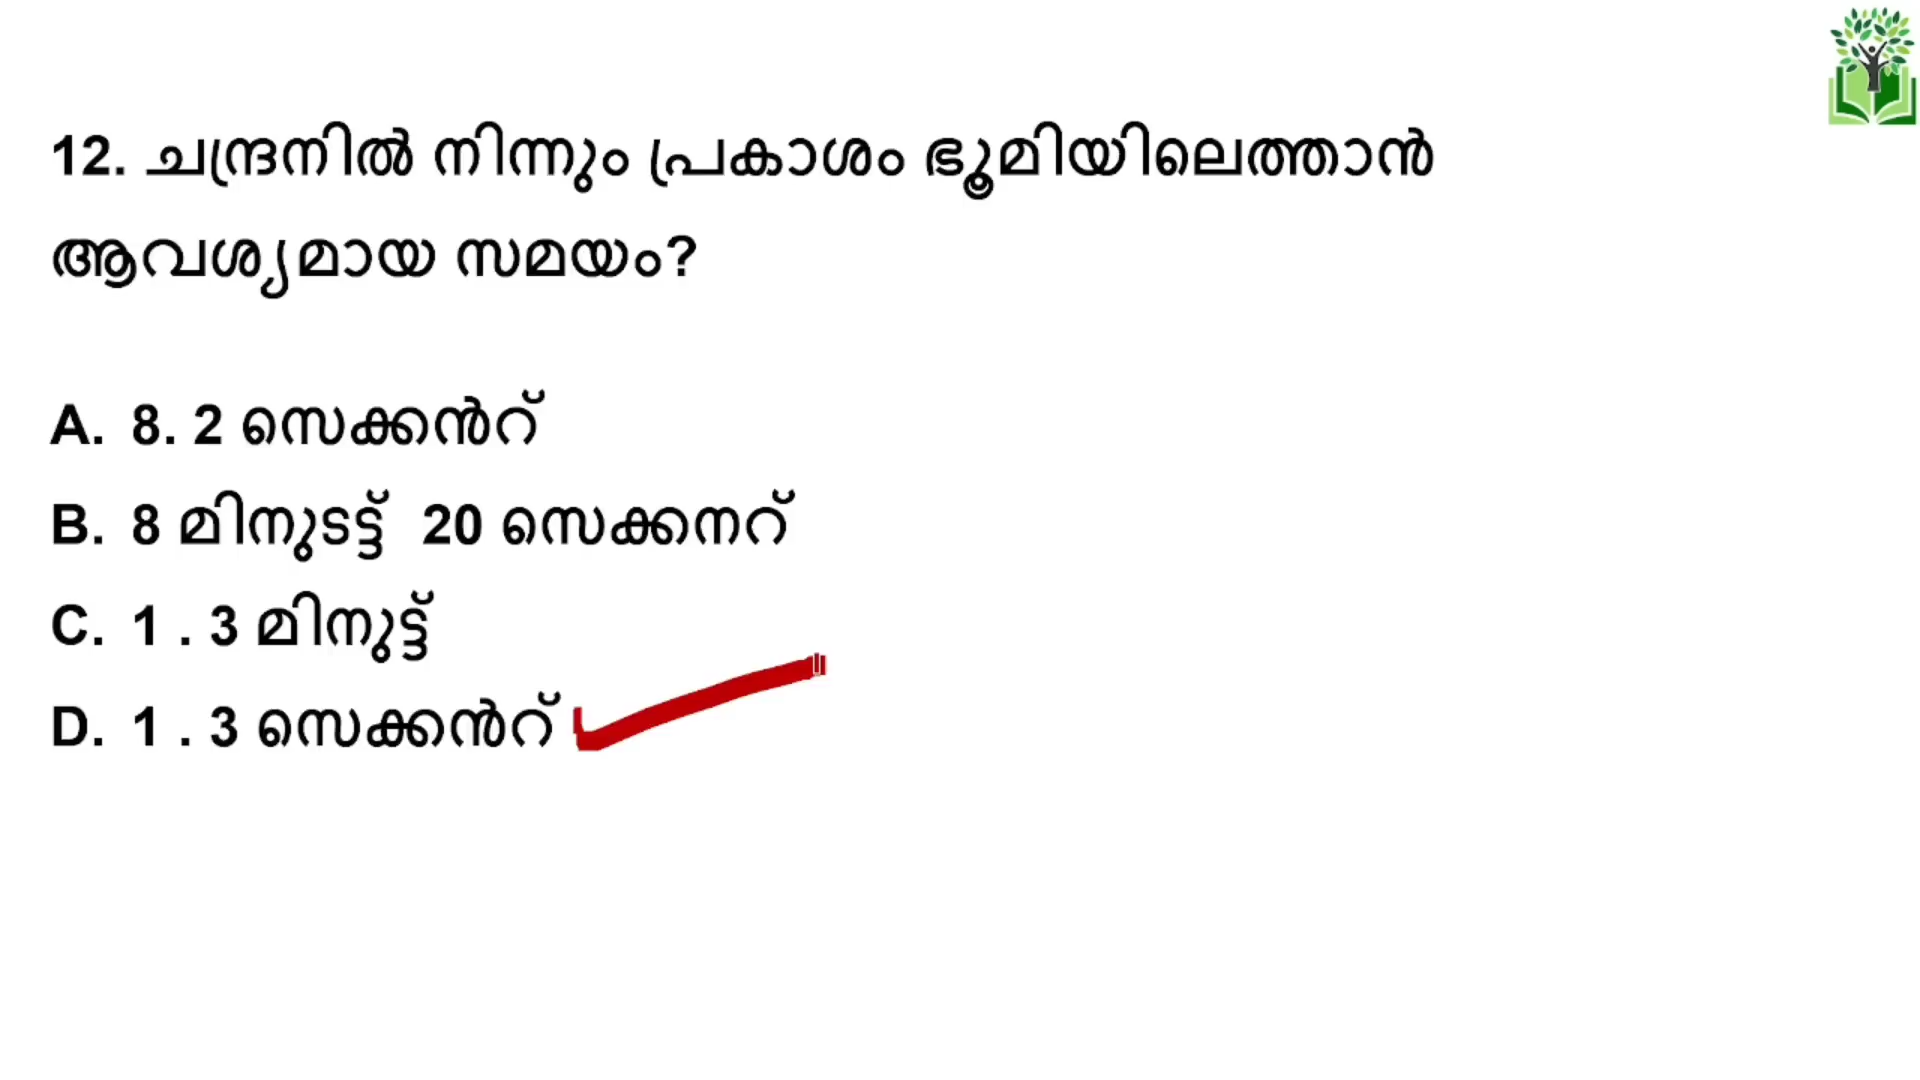 12. ചന്ദ്രനിൽ നിന്നും പ്രകാശം ഭൂമിയിലെത്താൻ
ആവശ്യമായ സമയം?
A. 8. 2 സെക്കൻറ്
B. 8 മിനുടട്ട് 20 സെക്കനറ്
C. 1 . 3 മിനുട്ട്
D. 1 . 3 സെക്കൻറ്